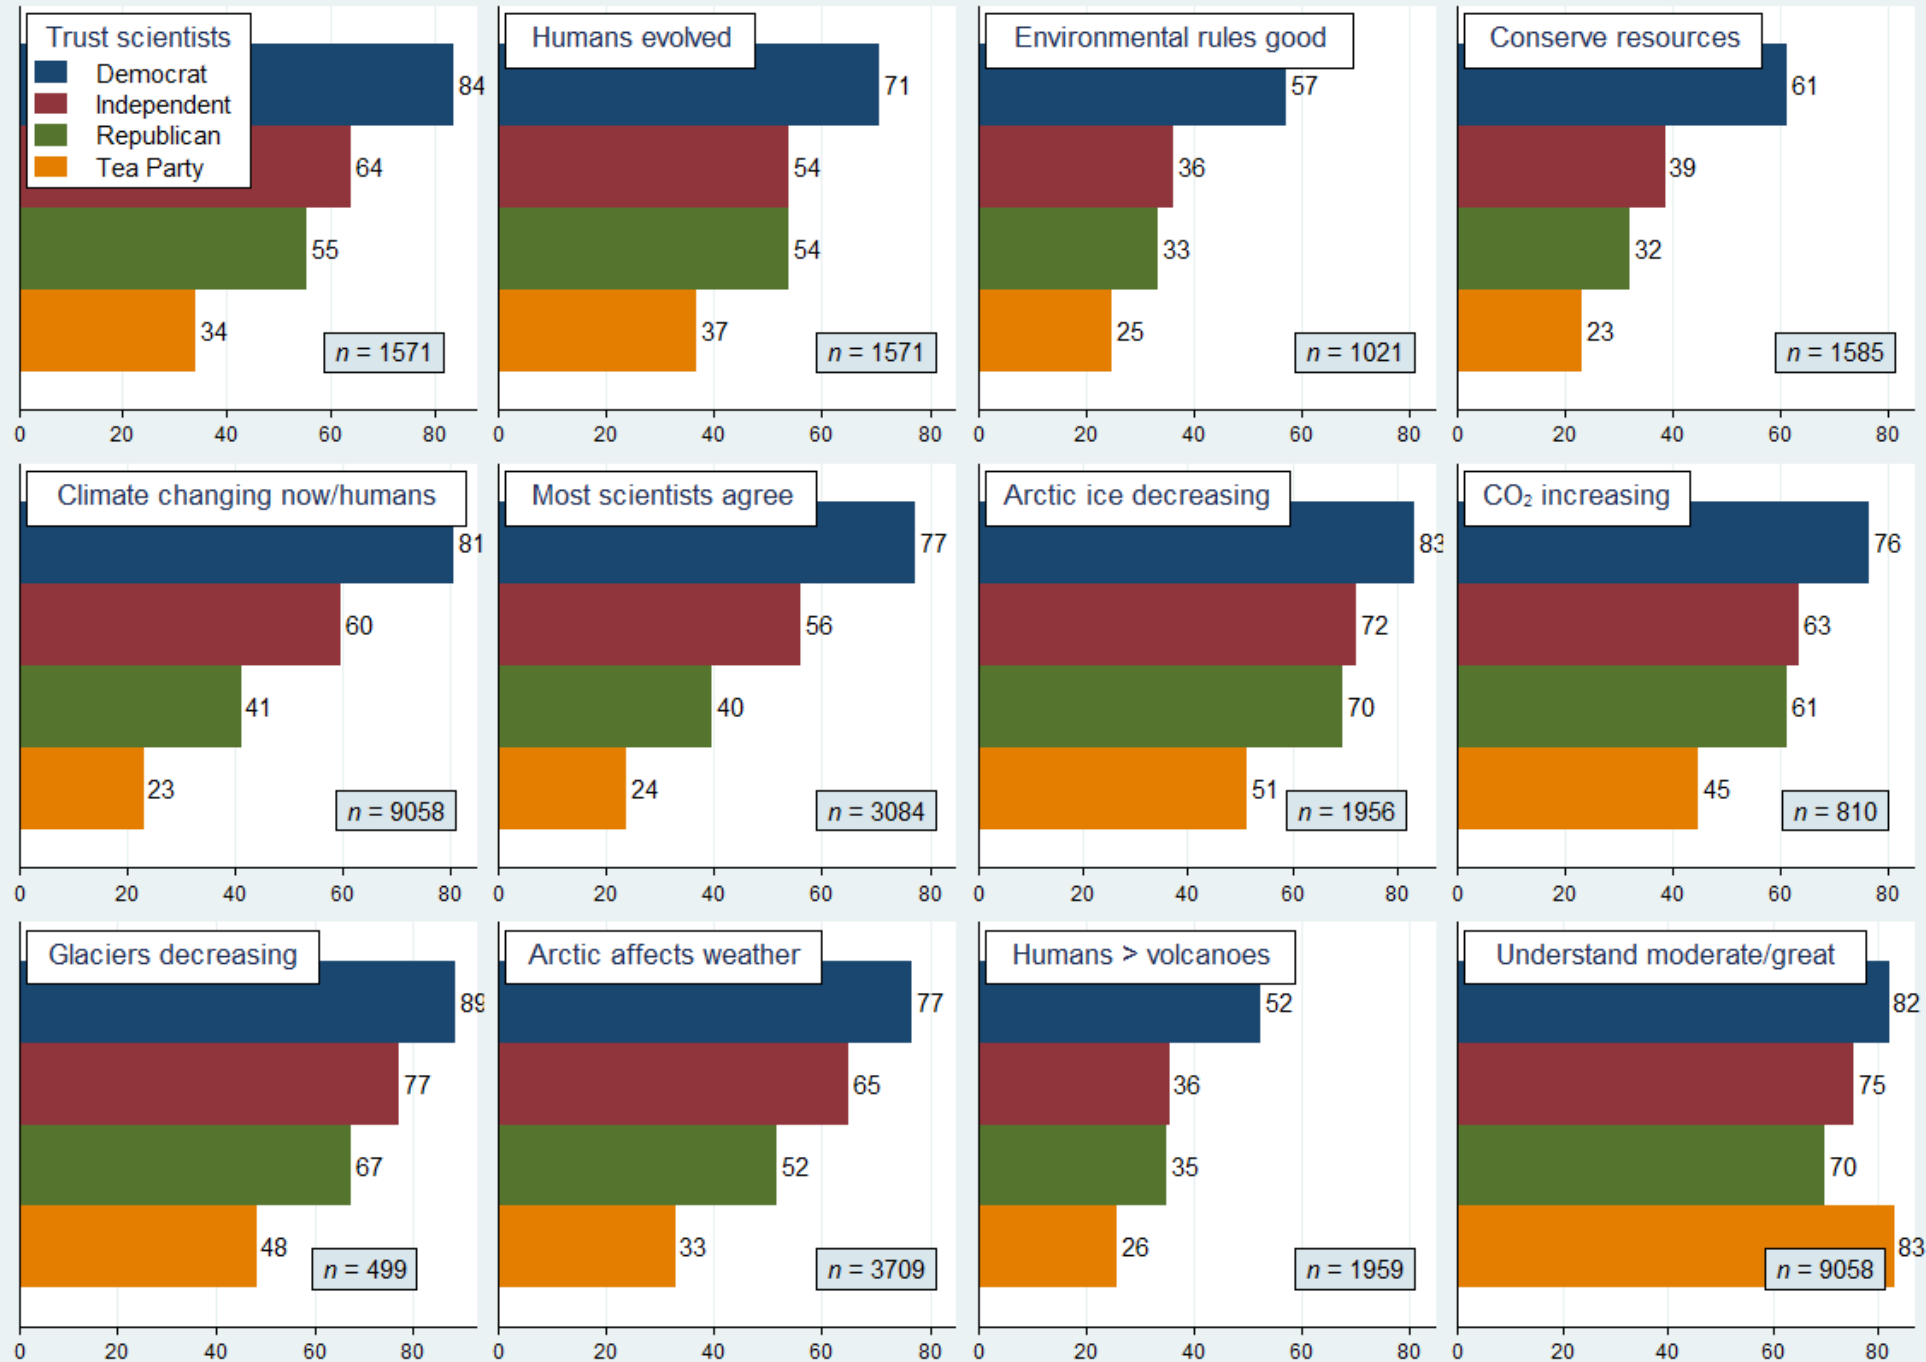 Trust scientists
Democrat
Independent
Republican
Tea Party
84
64
55
34
n = 1571
0 20 40 60 80
Humans evolved
71
54
54
37
n = 1571
0 20 40 60 80
Environmental rules good
57
36
33
25
n = 1021
0 20 40 60 80
Conserve resources
61
39
32
23
n = 1585
0 20 40 60 80
Climate changing now/humans
81
60
41
23
n = 9058
0 20 40 60 80
Most scientists agree
77
56
40
24
n = 3084
0 20 40 60 80
Arctic ice decreasing
83
72
70
51
n = 1956
0 20 40 60 80
CO₂ increasing
76
63
61
45
n = 810
0 20 40 60 80
Glaciers decreasing
89
77
67
48
n = 499
0 20 40 60 80
Arctic affects weather
77
65
52
33
n = 3709
0 20 40 60 80
Humans > volcanoes
52
36
35
26
n = 1959
0 20 40 60 80
Understand moderate/great
82
75
70
83
n = 9058
0 20 40 60 80